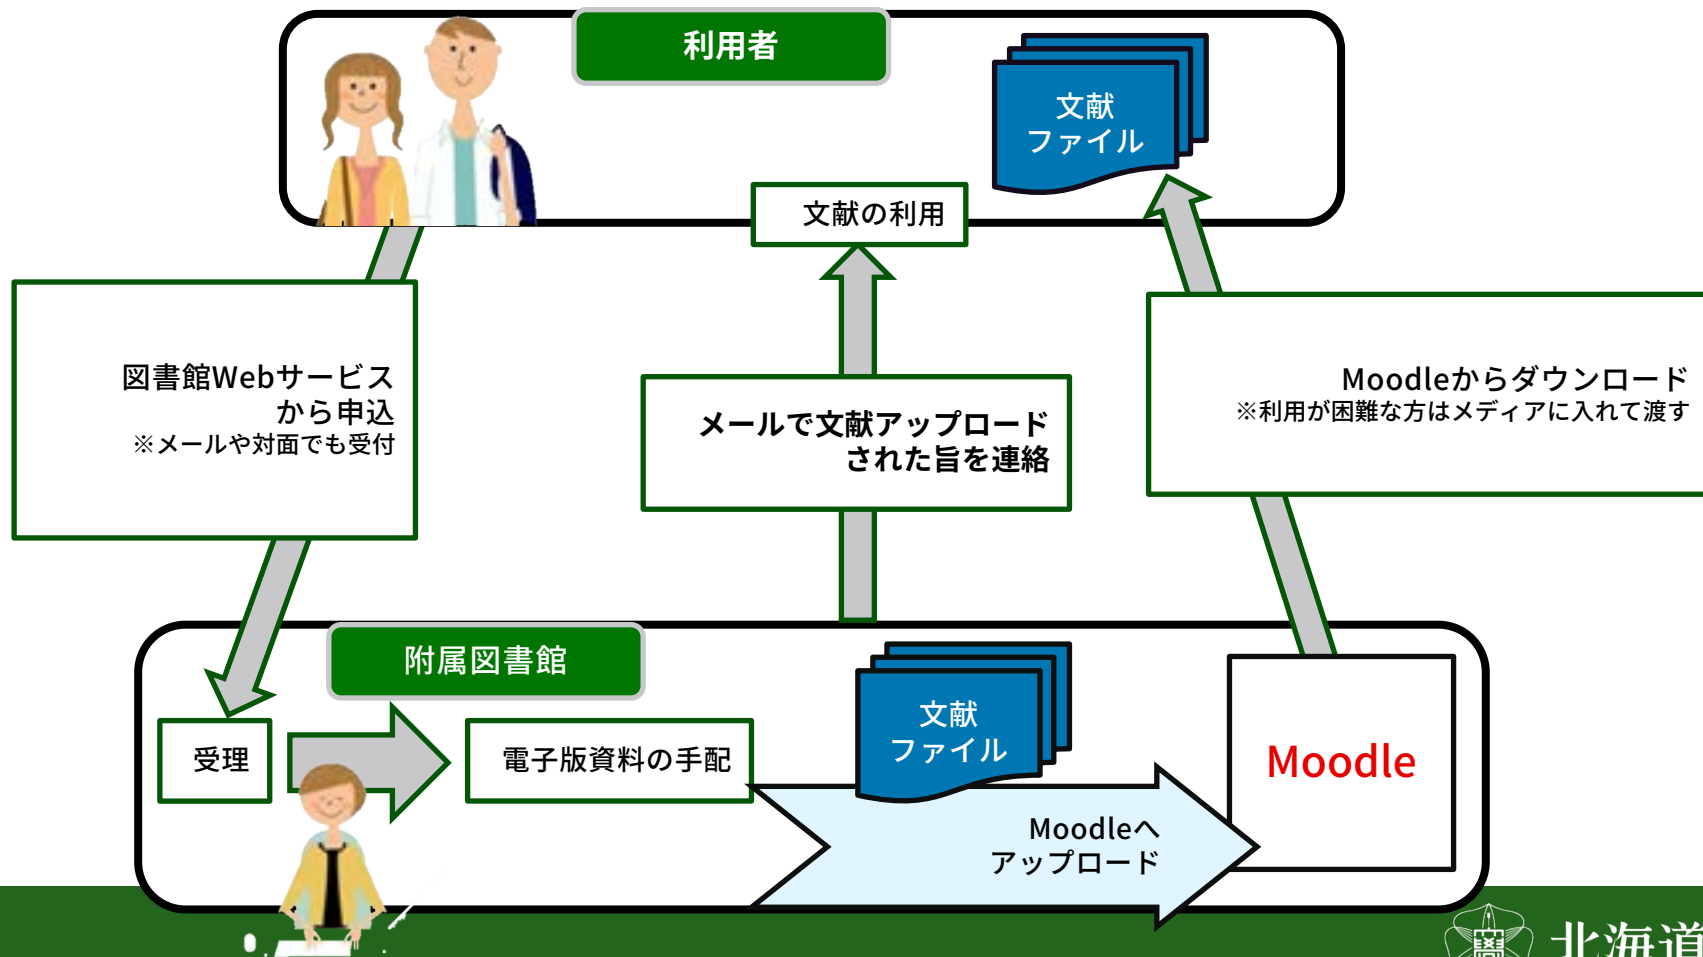 利用者
文献
ファイル
文献の利用
図書館Webサービス
から申込
※メールや対面でも受付
メールで文献アップロード
された旨を連絡
Moodleからダウンロード
※利用が困難な方はメディアに入れて渡す
附属図書館
受理
電子版資料の手配
文献
ファイル
Moodleへ
アップロード
Moodle
北海道